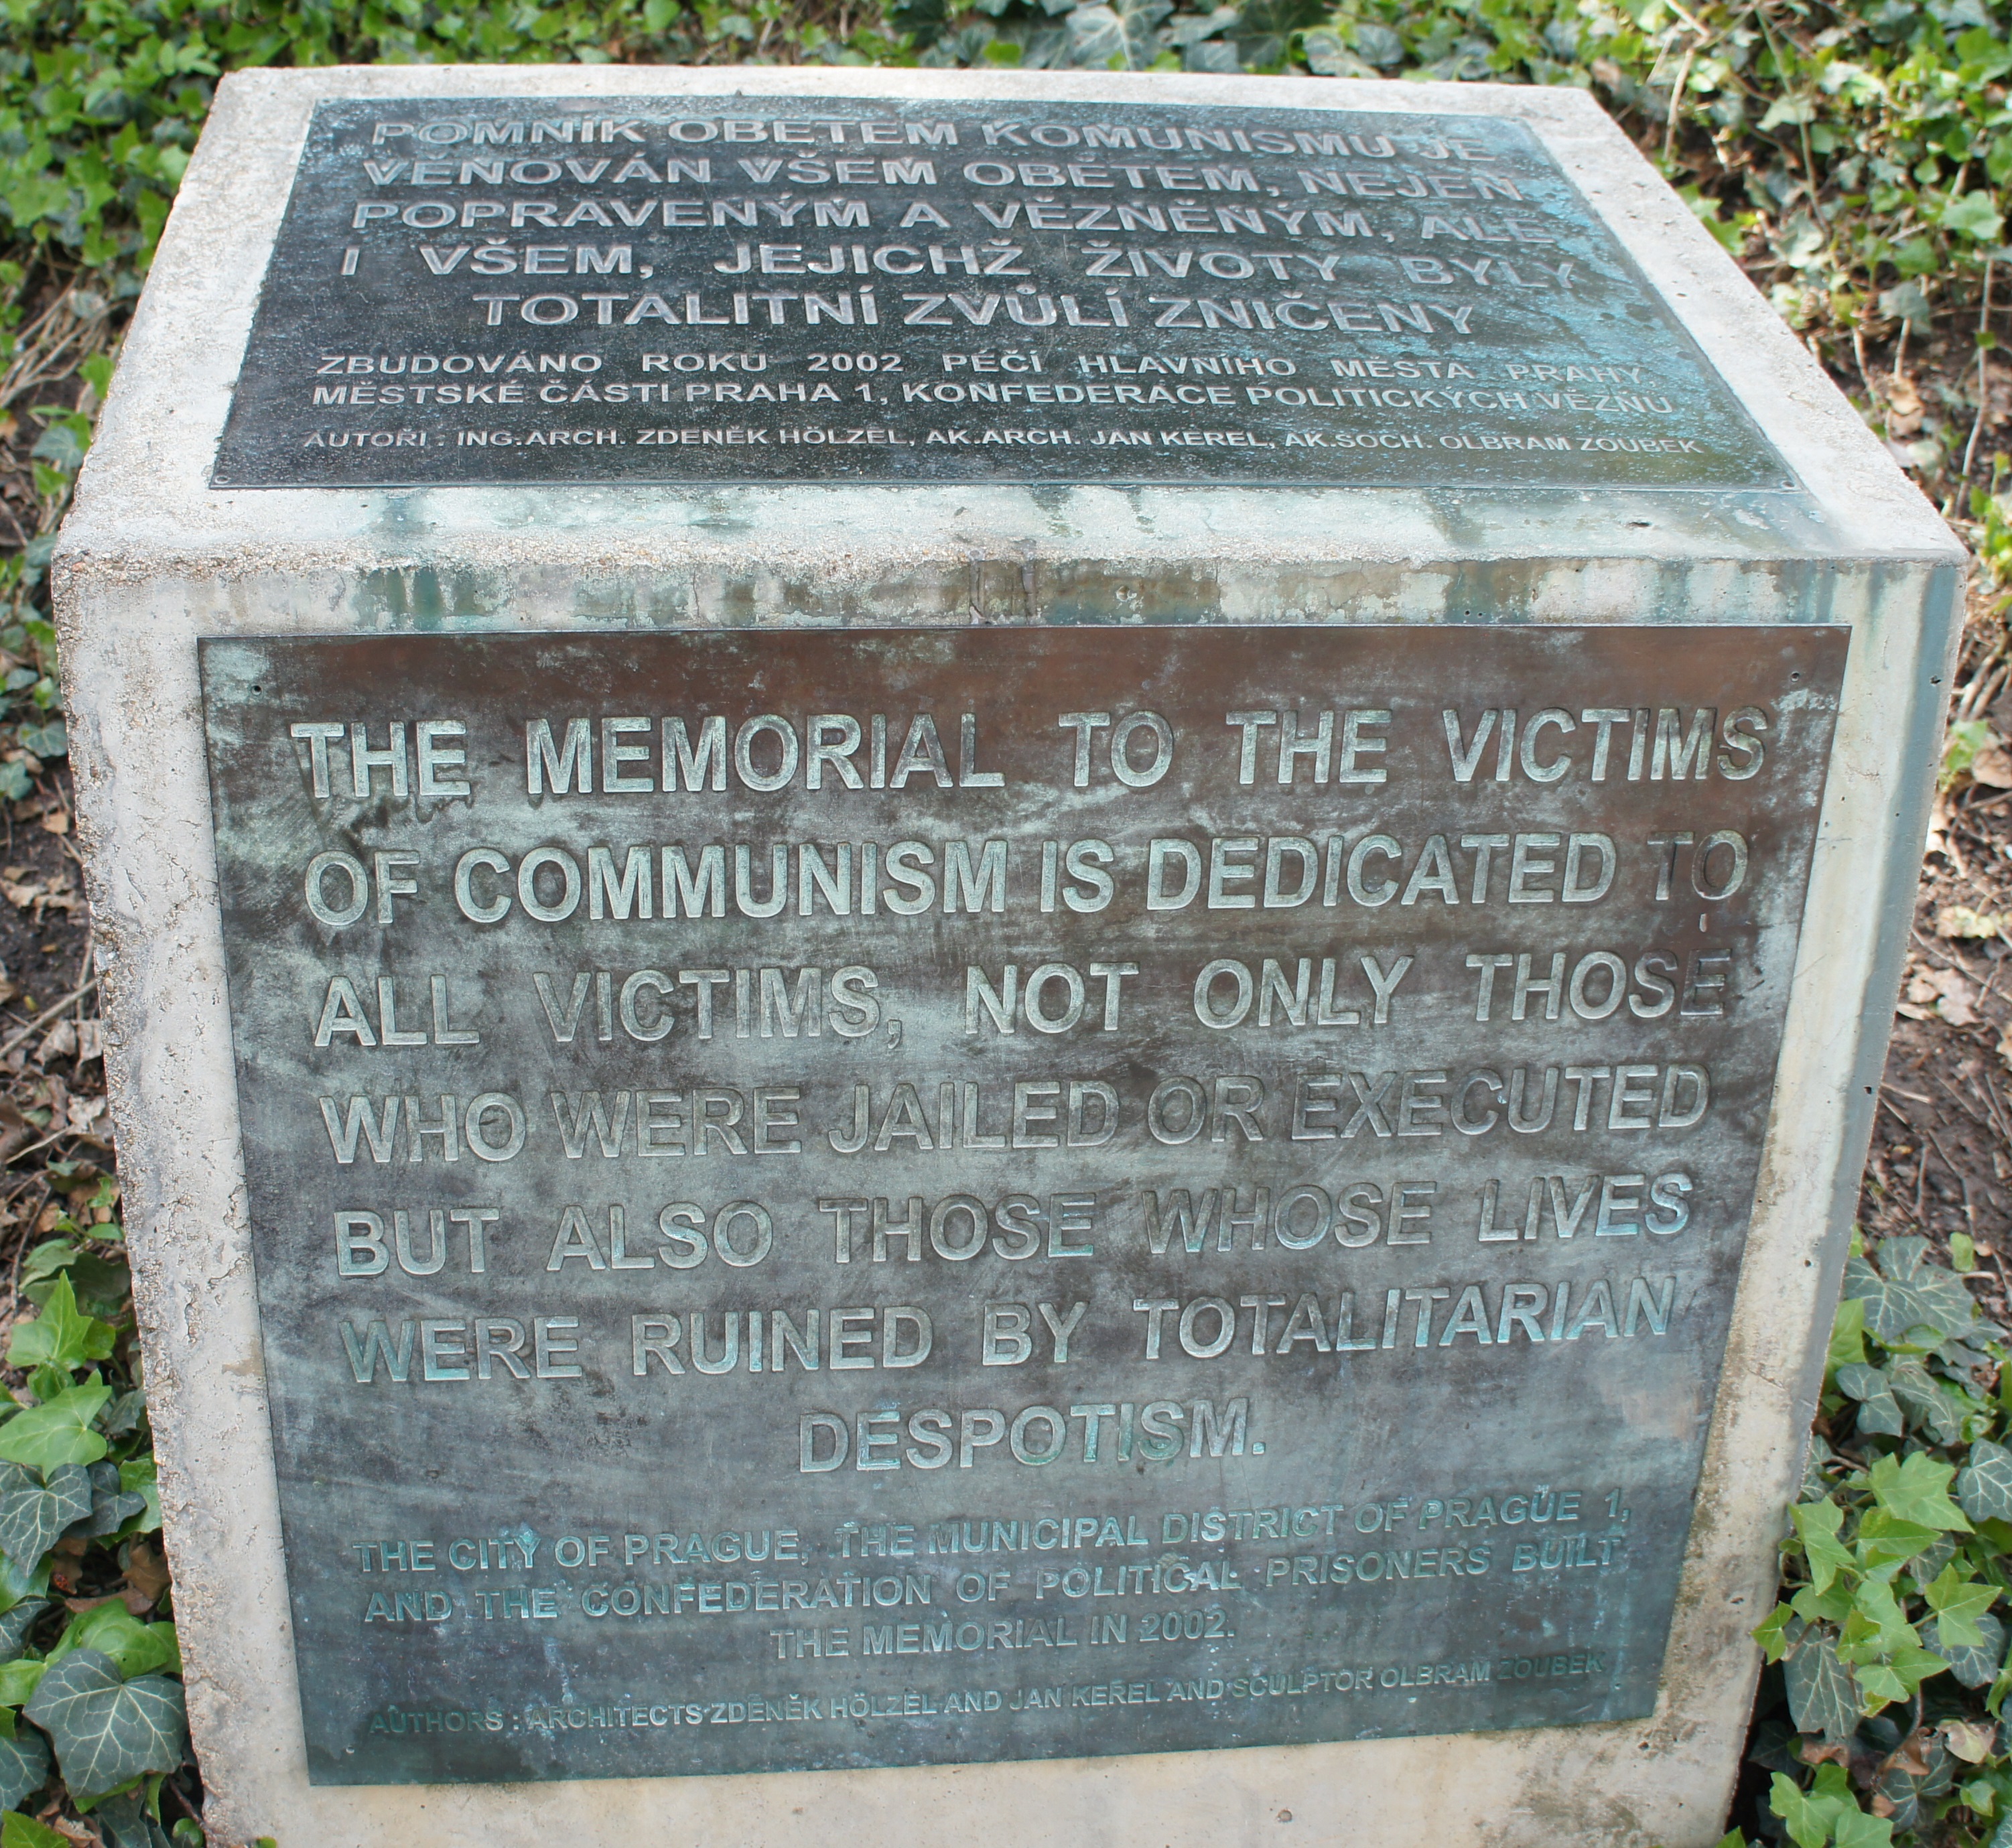 POMNÍK OBĚTEM KOMUNISMU JE
VĚNOVÁN VŠEM OBĚTEM, NEJEN
POPRAVENÝM A VĚZNĚNÝM, ALE
I VŠEM, JEJICHŽ ŽIVOTY BYLY
TOTALITNÍ ZVŮLÍ ZNIČENY
ZBUDOVÁNO ROKU 2002 PÉČÍ HLAVNÍHO MĚSTA PRAHY,
MĚSTSKÉ ČÁSTI PRAHA 1, KONFEDERACE POLITICKÝCH VĚZŇŮ
AUTOŘI : ING.ARCH. ZDENĚK HÖLZEL, AK.ARCH. JAN KEREL, AK.SOCH. OLBRAM ZOUBEK
THE MEMORIAL TO THE VICTIMS
OF COMMUNISM IS DEDICATED TO
ALL VICTIMS, NOT ONLY THOSE
WHO WERE JAILED OR EXECUTED
BUT ALSO THOSE WHOSE LIVES
WERE RUINED BY TOTALITARIAN
DESPOTISM.
THE CITY OF PRAGUE, THE MUNICIPAL DISTRICT OF PRAGUE 1,
AND THE CONFEDERATION OF POLITICAL PRISONERS BUILT
THE MEMORIAL IN 2002.
AUTHORS : ARCHITECTS ZDENĚK HÖLZEL AND JAN KEREL AND SCULPTOR OLBRAM ZOUBEK